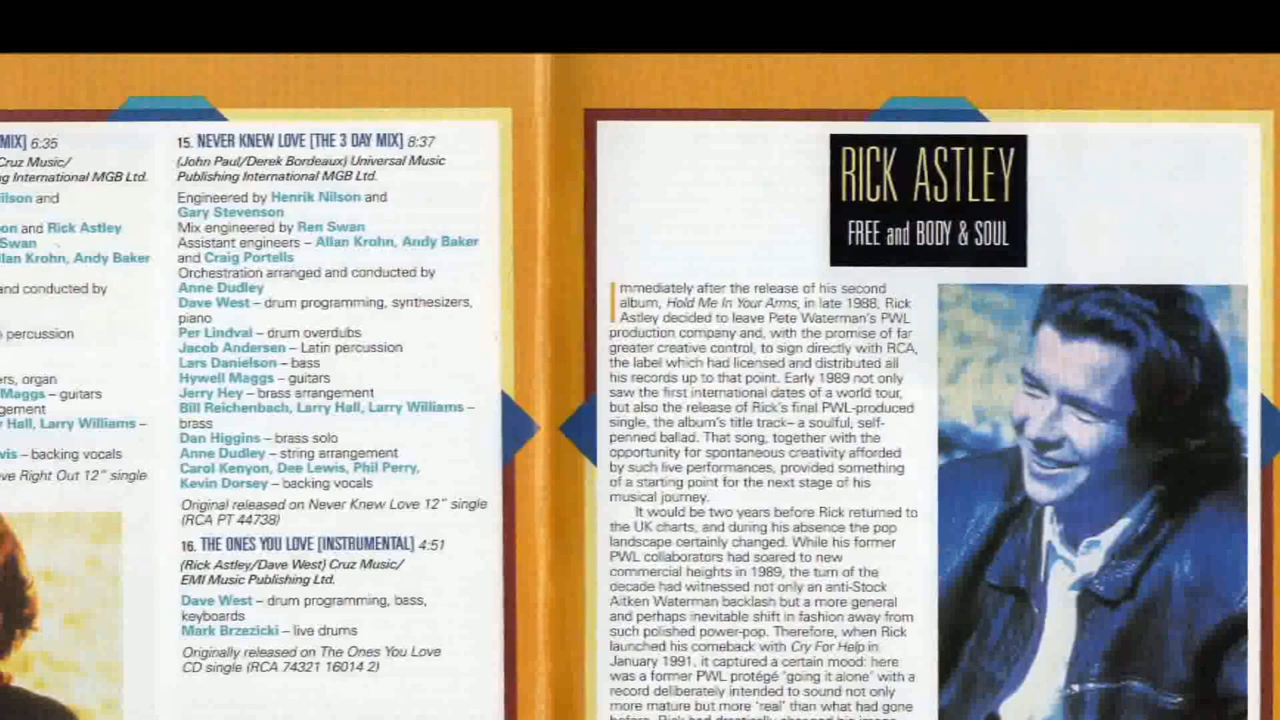 MIX] 6:35
Cruz Music/
ng International MGB Ltd.
and
on and Rick Astley
Swan
Allan Krohn, Andy Baker
and conducted by
percussion
ers, organ
Maggs – guitars
gement
Hall, Larry Williams –
– backing vocals
ve Right Out 12" single
15. NEVER KNEW LOVE [THE 3 DAY MIX] 8:37
(John Paul/Derek Bordeaux) Universal Music
Publishing International MGB Ltd.
Engineered by Henrik Nilson and
Gary Stevenson
Mix engineered by Ren Swan
Assistant engineers – Allan Krohn, Andy Baker
and Craig Portells
Orchestration arranged and conducted by
Anne Dudley
Dave West – drum programming, synthesizers,
piano
Per Lindval – drum overdubs
Jacob Andersen – Latin percussion
Lars Danielson – bass
Hywell Maggs – guitars
Jerry Hey – brass arrangement
Bill Reichenbach, Larry Hall, Larry Williams –
brass
Dan Higgins – brass solo
Anne Dudley – string arrangement
Carol Kenyon, Dee Lewis, Phil Perry,
Kevin Dorsey – backing vocals
Original released on Never Knew Love 12" single
(RCA PT 44738)
16. THE ONES YOU LOVE [INSTRUMENTAL] 4:51
(Rick Astley/Dave West) Cruz Music/
EMI Music Publishing Ltd.
Dave West – drum programming, bass,
keyboards
Mark Brzezicki – live drums
Originally released on The Ones You Love
CD single (RCA 74321 16014 2)
RICK ASTLEY
FREE and BODY & SOUL
Immediately after the release of his second
album, Hold Me In Your Arms, in late 1988, Rick
Astley decided to leave Pete Waterman's PWL
production company and, with the promise of far
greater creative control, to sign directly with RCA,
the label which had licensed and distributed all
his records up to that point. Early 1989 not only
saw the first international dates of a world tour,
but also the release of Rick's final PWL-produced
single, the album's title track– a soulful, self-
penned ballad. That song, together with the
opportunity for spontaneous creativity afforded
by such live performances, provided something
of a starting point for the next stage of his
musical journey.
It would be two years before Rick returned to
the UK charts, and during his absence the pop
landscape certainly changed. While his former
PWL collaborators had soared to new
commercial heights in 1989, the turn of the
decade had witnessed not only an anti-Stock
Aitken Waterman backlash but a more general
and perhaps inevitable shift in fashion away from
such polished power-pop. Therefore, when Rick
launched his comeback with Cry For Help in
January 1991, it captured a certain mood: here
was a former PWL protégé 'going it alone' with a
record deliberately intended to sound not only
more mature but more 'real' than what had gone